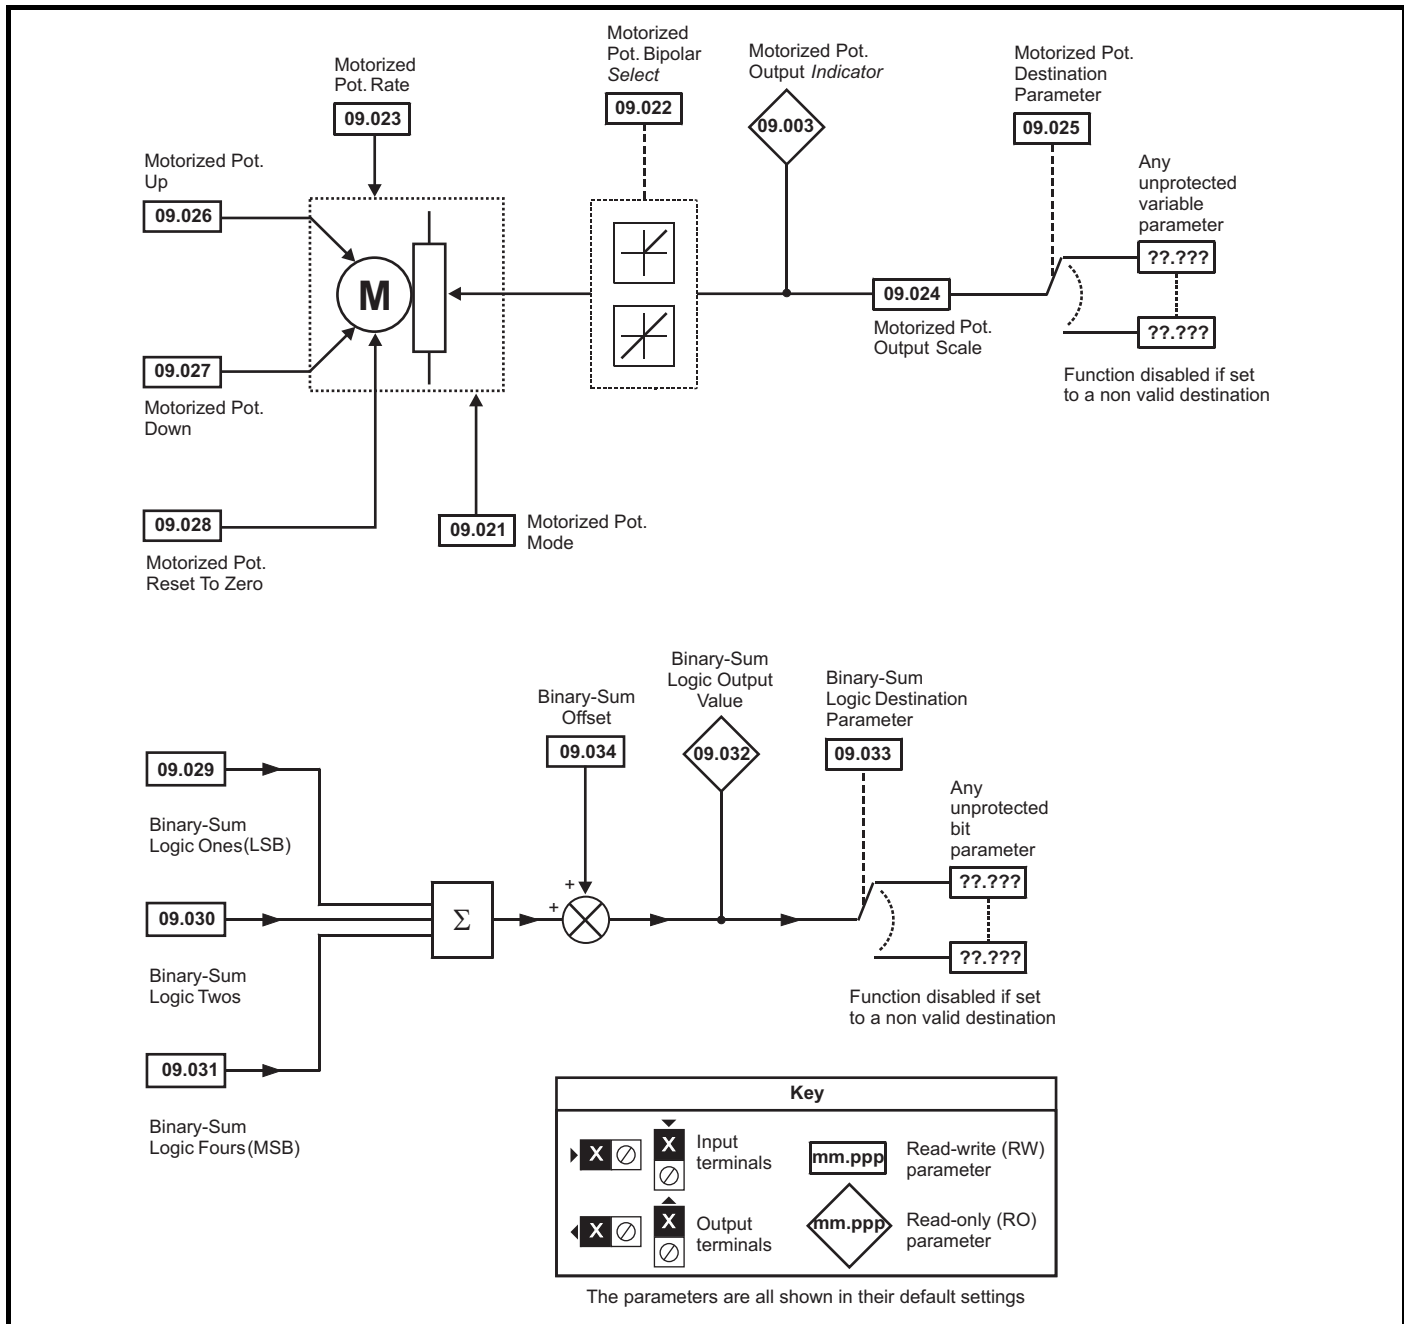 Motorized
Pot. Rate
09.023
Motorized
Pot. Bipolar
Select
09.022
Motorized Pot.
Output Indicator
09.003
Motorized Pot.
Destination
Parameter
09.025
Motorized Pot.
Up
09.026
M
09.027
Motorized Pot.
Down
09.028
Motorized Pot.
Reset To Zero
09.021
Motorized Pot.
Mode
09.024
Motorized Pot.
Output Scale
Any
unprotected
variable
parameter
??.???
??.???
Function disabled if set
to a non valid destination
Binary-Sum
Offset
09.034
Binary-Sum
Logic Output
Value
09.032
Binary-Sum
Logic Destination
Parameter
09.033
09.029
Binary-Sum
Logic Ones(LSB)
09.030
Binary-Sum
Logic Twos
09.031
Binary-Sum
Logic Fours(MSB)
Σ
+
+
Any
unprotected
bit
parameter
??.???
??.???
Function disabled if set
to a non valid destination
Key
X
X
Input
terminals
mm.ppp
Read-write (RW)
parameter
X
X
Output
terminals
mm.ppp
Read-only (RO)
parameter
The parameters are all shown in their default settings